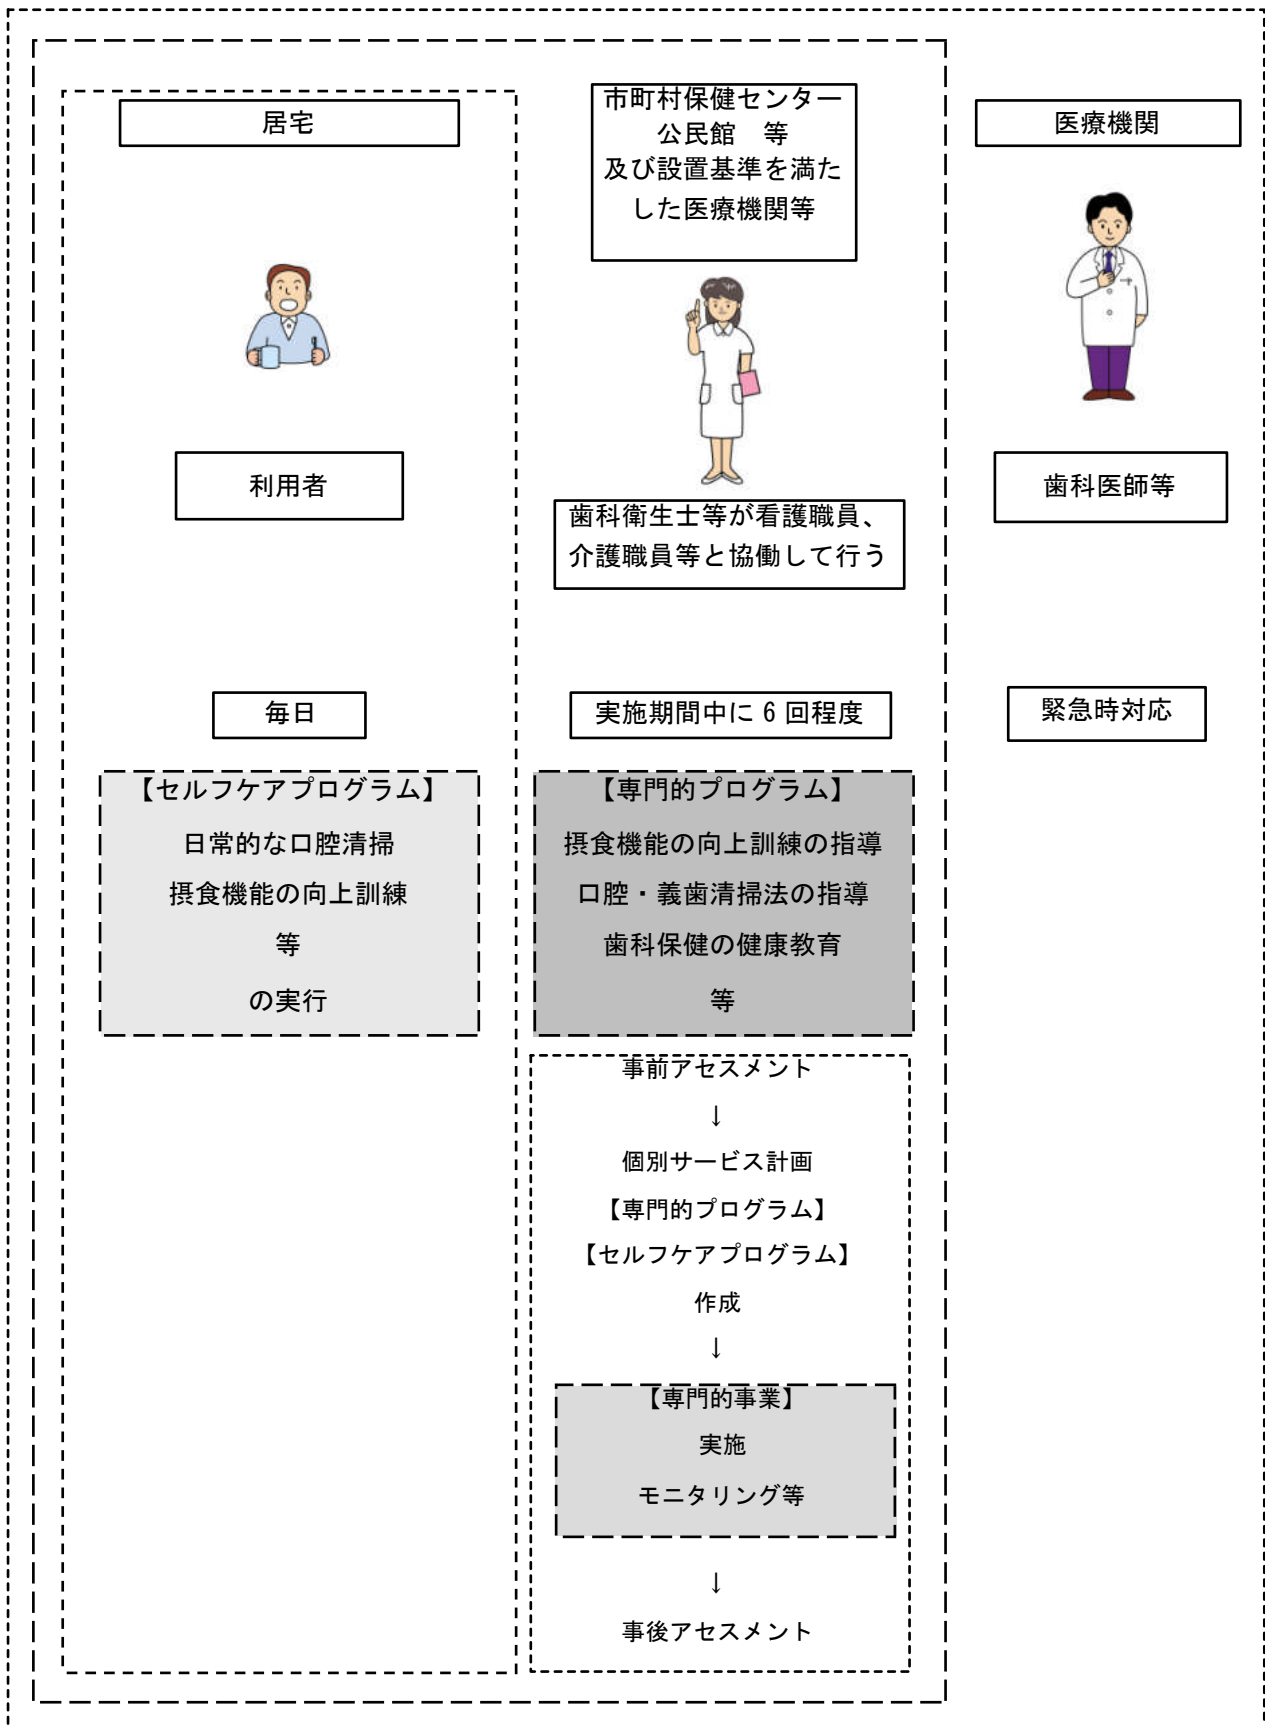 居宅
利用者
毎日
【セルフケアプログラム】
日常的な口腔清掃
摂食機能の向上訓練
等
の実行
市町村保健センター
公民館　等
及び設置基準を満た
した医療機関等
歯科衛生士等が看護職員、
介護職員等と協働して行う
実施期間中に 6 回程度
【専門的プログラム】
摂食機能の向上訓練の指導
口腔・義歯清掃法の指導
歯科保健の健康教育
等
事前アセスメント
↓
個別サービス計画
【専門的プログラム】
【セルフケアプログラム】
作成
↓
【専門的事業】
実施
モニタリング等
↓
事後アセスメント
医療機関
歯科医師等
緊急時対応